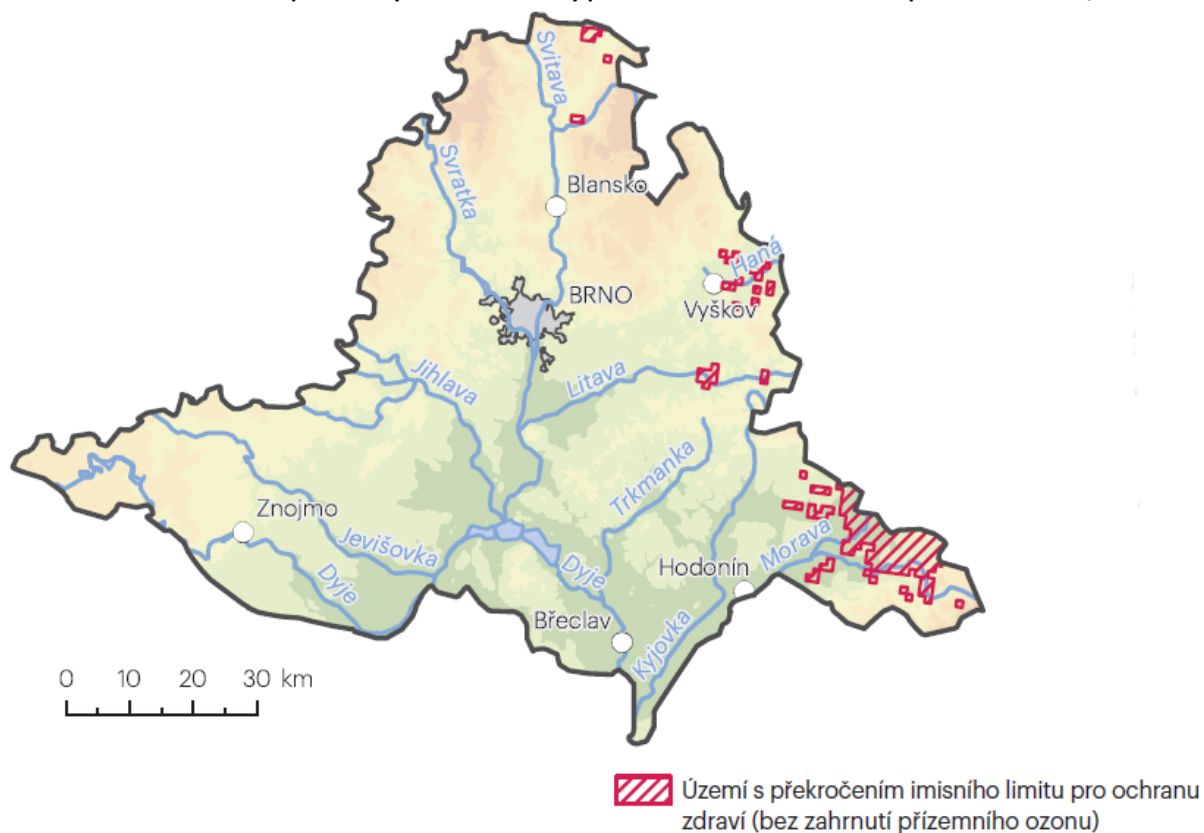 Svitava
Svratka
Blansko
Haná
BRNO
Vyškov
Jihlava
Litava
Trkmanka
Znojmo
Jevišovka
Morava
Hodonín
Dyje
Dyje
Břeclav
Kyjovka
0 10 20 30 km
Území s překročením imisního limitu pro ochranu
zdraví (bez zahrnutí přízemního ozonu)